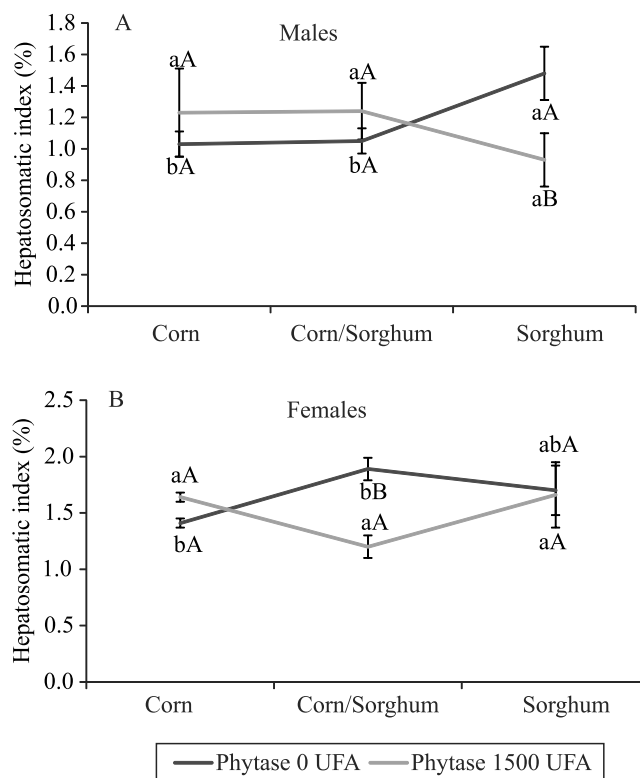 A
Males
Hepatosomatic index (%)
1.8
1.6
1.4
1.2
1.0
0.8
0.6
0.4
0.2
0.0
aA
aA
bA
bA
aA
aB
Corn
Corn/Sorghum
Sorghum
B
Females
Hepatosomatic index (%)
2.5
2.0
1.5
1.0
0.5
0.0
aA
bA
bB
aA
abA
aA
Corn
Corn/Sorghum
Sorghum
Phytase 0 UFA
Phytase 1500 UFA